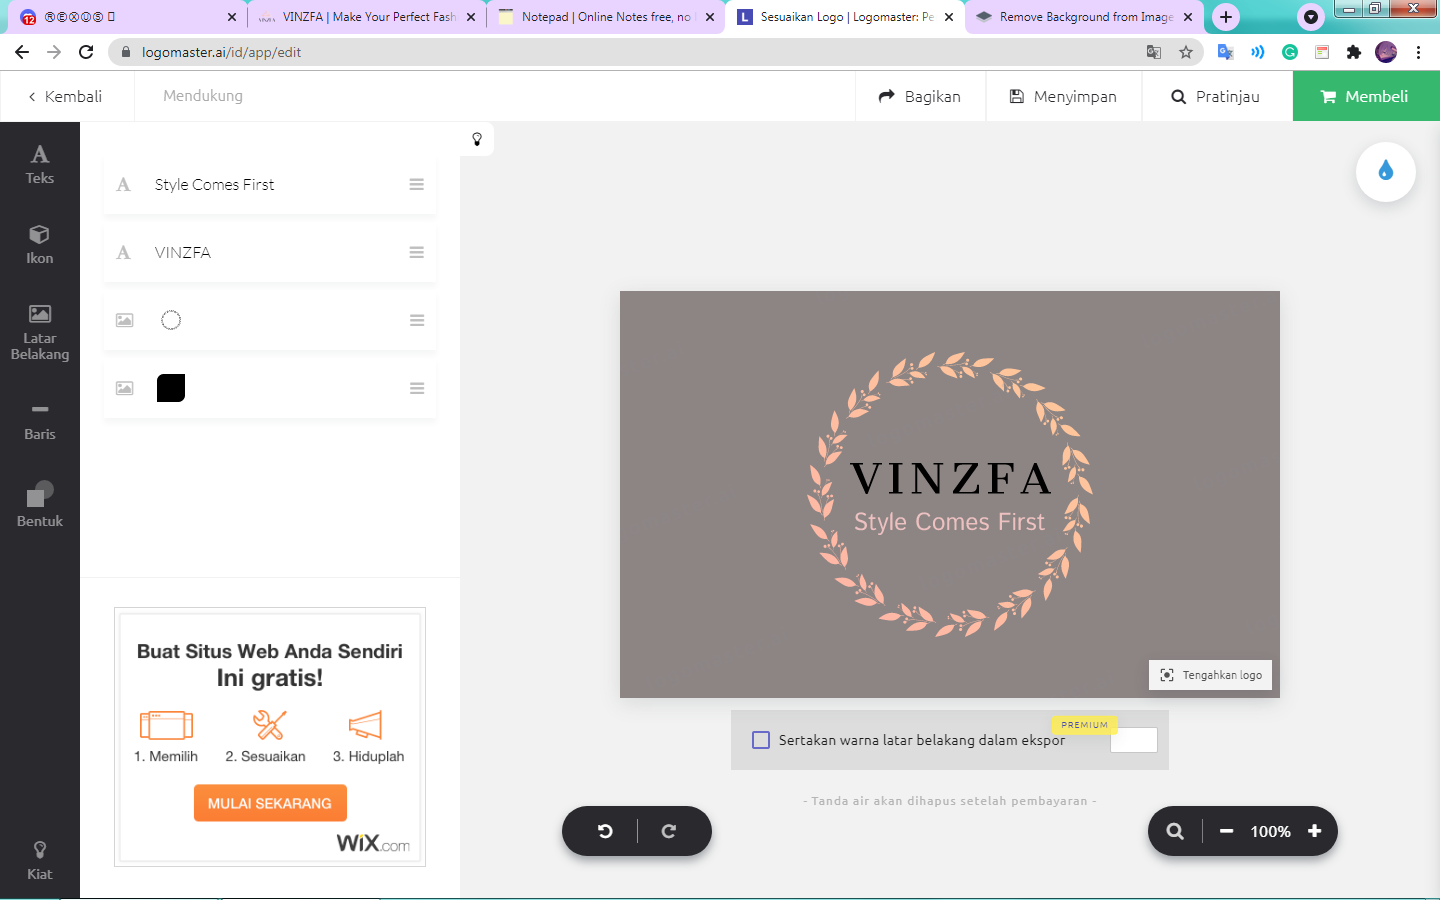 ⓇⒺⓍⓄⓊⓈ
VINZFA | Make Your Perfect Fash
Notepad | Online Notes free, no
Sesuaikan Logo | Logomaster: Pe
Remove Background from Image
12
logomaster.ai/id/app/edit
Kembali
Mendukung
Bagikan
Menyimpan
Pratinjau
Membeli
Teks
Ikon
Latar
Belakang
Baris
Bentuk
Kiat
Style Comes First
VINZFA
Buat Situs Web Anda Sendiri
Ini gratis!
1. Memilih
2. Sesuaikan
3. Hiduplah
MULAI SEKARANG
WiX.com
VINZFA
Style Comes First
Tengahkan logo
PREMIUM
Sertakan warna latar belakang dalam ekspor
- Tanda air akan dihapus setelah pembayaran -
100%